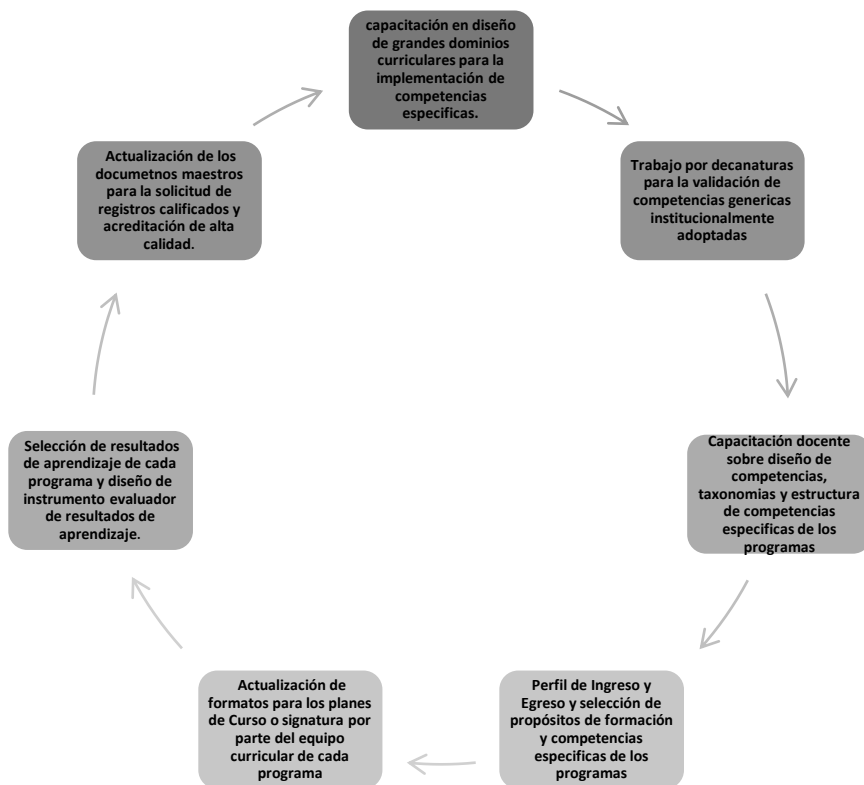 capacitación en diseño
de grandes dominios
curriculares para la
implementación de
competencias
especificas.
Trabajo por decanaturas
para la validación de
competencias genericas
institucionalmente
adoptadas
Capacitación docente
sobre diseño de
competencias,
taxonomias y estructura
de competencias
especificas de los
programas
Perfil de Ingreso y
Egreso y selección de
propósitos de formación
y competencias
especificas de los
programas
Actualización de
formatos para los planes
de Curso o signatura por
parte del equipo
curricular de cada
programa
Selección de resultados
de aprendizaje de cada
programa y diseño de
instrumento evaluador
de resultados de
aprendizaje.
Actualización de los
documetnos maestros
para la solicitud de
registros calificados y
acreditación de alta
calidad.